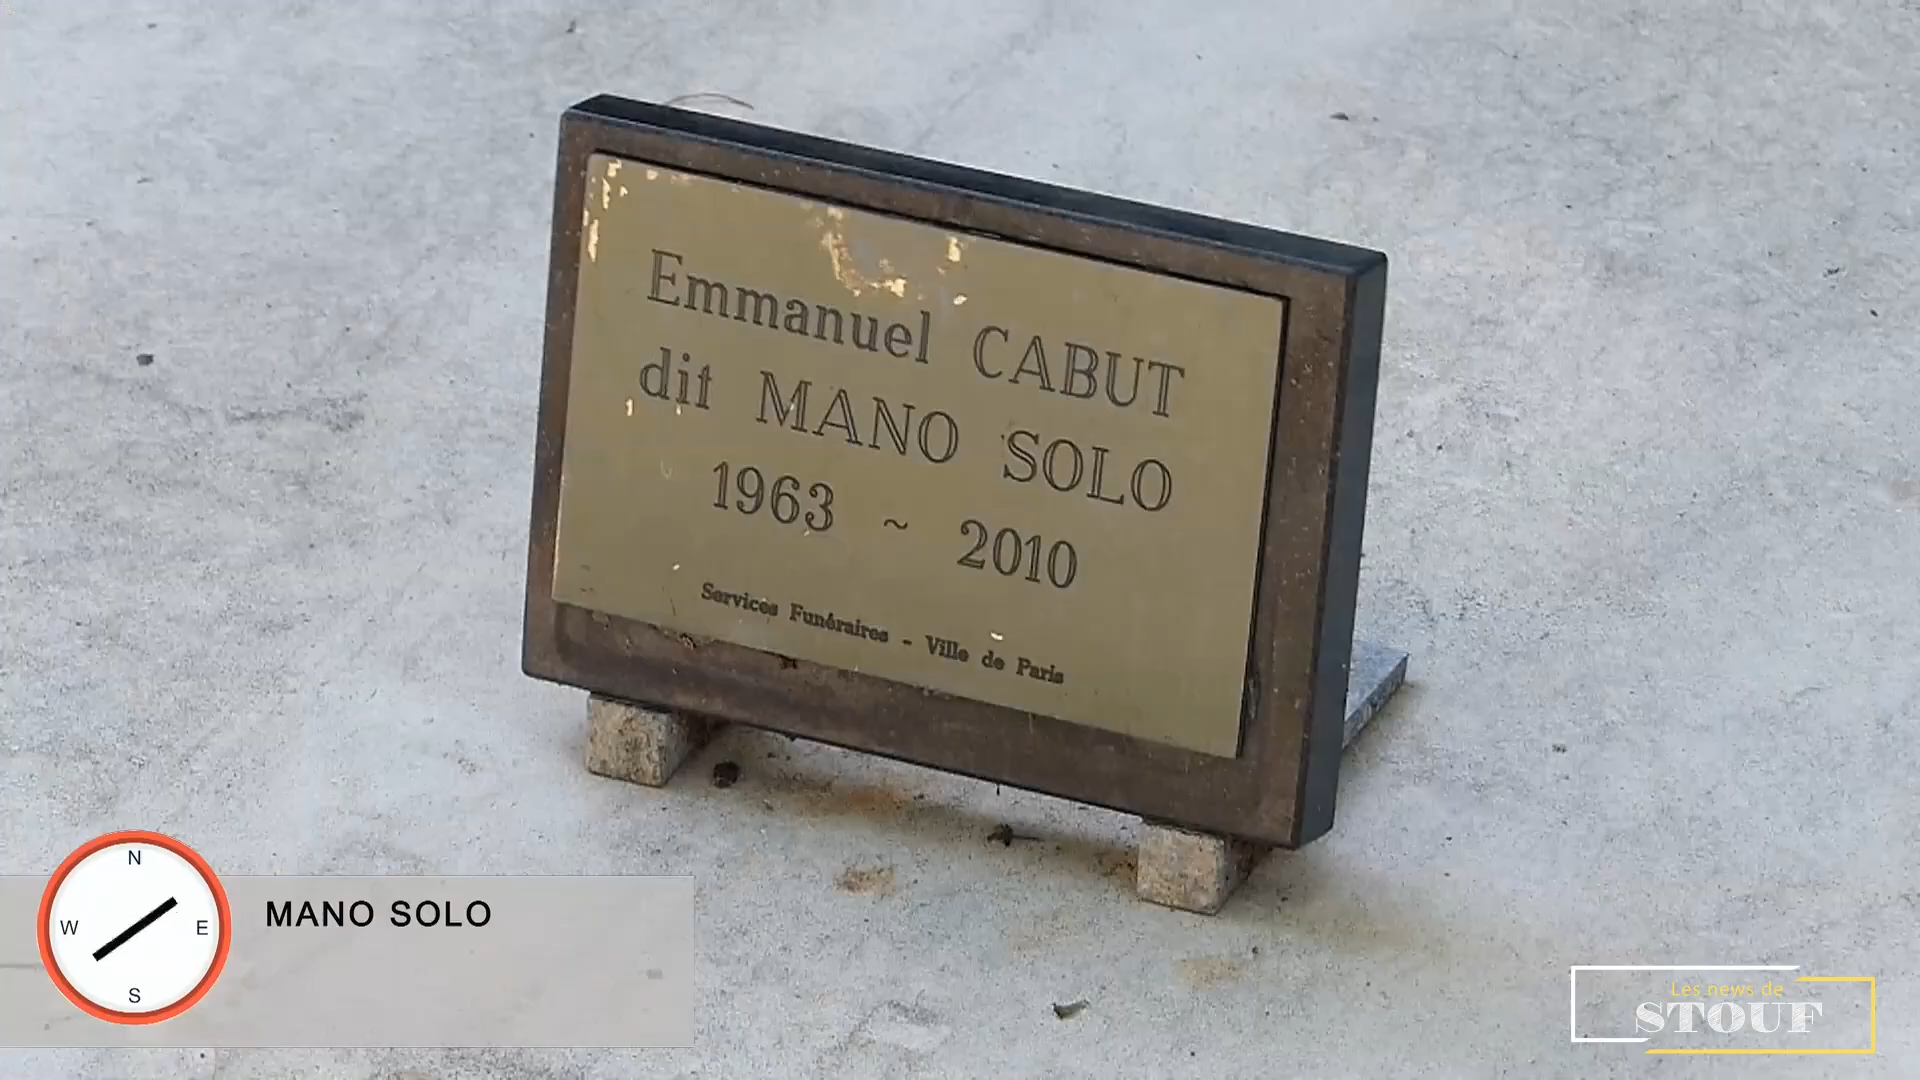 Emmanuel CABUT
dit MANO SOLO
1963 ~ 2010
Services Funéraires - Ville de Paris
N
W E
S
MANO SOLO
Les news de
STOUF